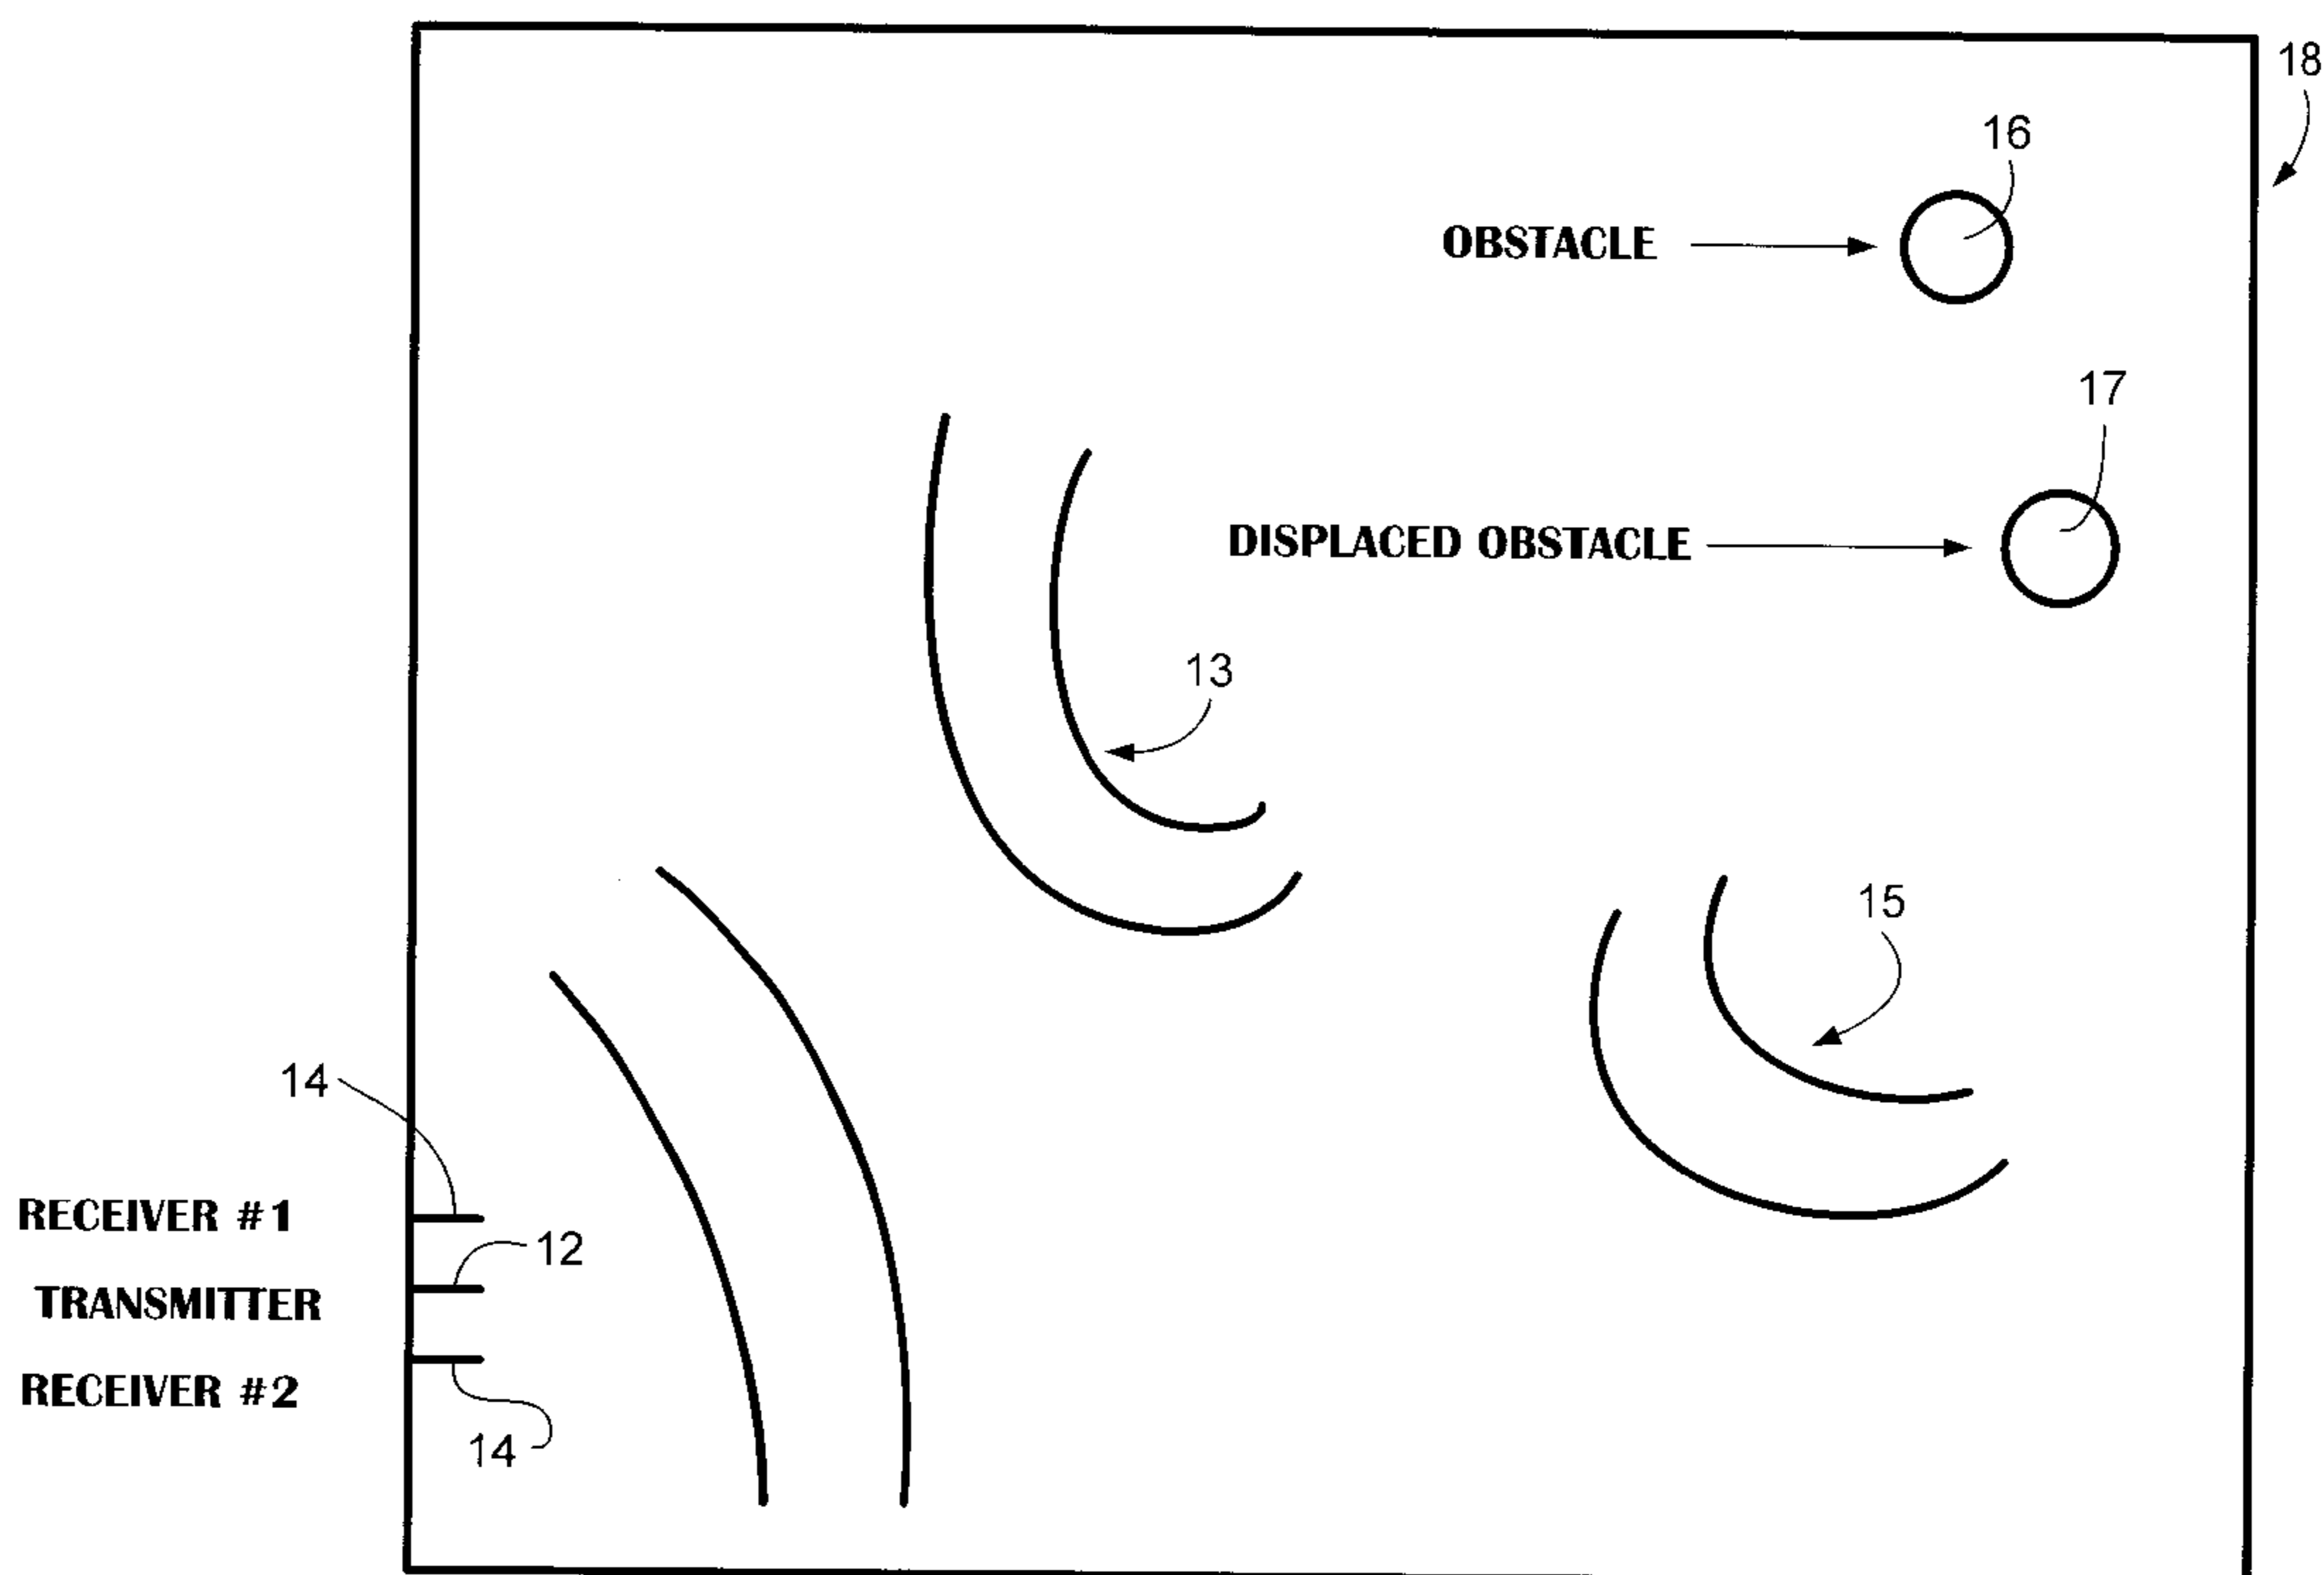 18
16
OBSTACLE
17
DISPLACED OBSTACLE
13
15
14
RECEIVER #1
12
TRANSMITTER
RECEIVER #2
14